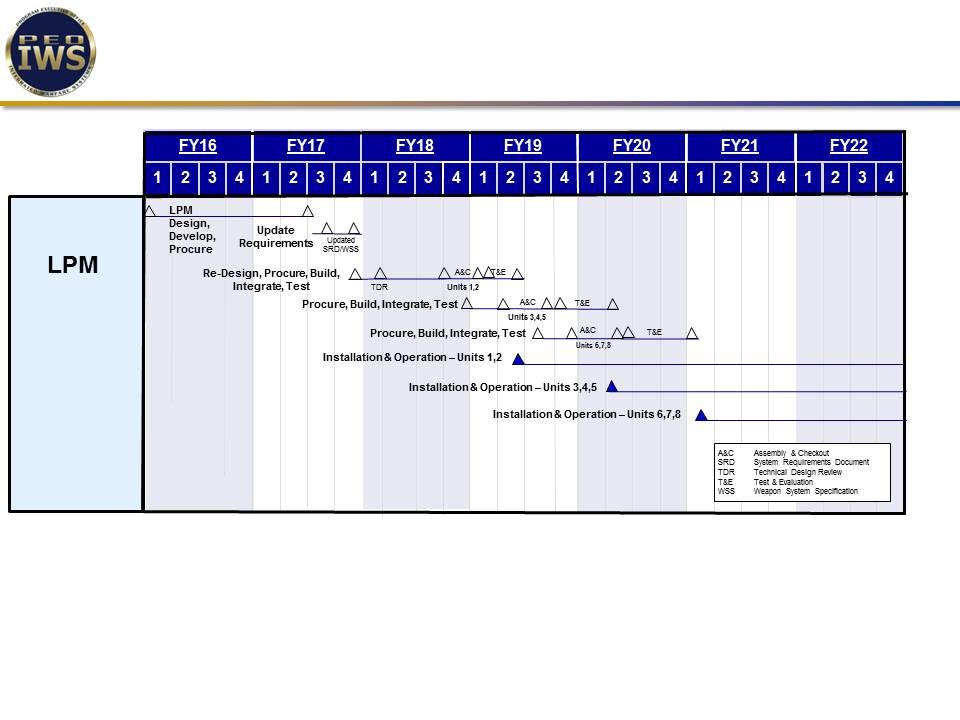 PROGRAM EXECUTIVE OFFICE
PEO
IWS
INTEGRATED WARFARE SYSTEMS
FY16 FY17 FY18 FY19 FY20 FY21 FY22
1 2 3 4 1 2 3 4 1 2 3 4 1 2 3 4 1 2 3 4 1 2 3 4 1 2 3 4
LPM
LPM
Design,
Develop,
Procure
Update
Requirements
Updated
SRD/WSS
Re-Design, Procure, Build,
Integrate, Test
TDR
A&C
T&E
Units 1,2
Procure, Build, Integrate, Test
A&C
T&E
Units 3,4,5
Procure, Build, Integrate, Test
A&C
T&E
Units 6,7,8
Installation & Operation – Units 1,2
Installation & Operation – Units 3,4,5
Installation & Operation – Units 6,7,8
A&C Assembly & Checkout
SRD System Requirements Document
TDR Technical Design Review
T&E Test & Evaluation
WSS Weapon System Specification